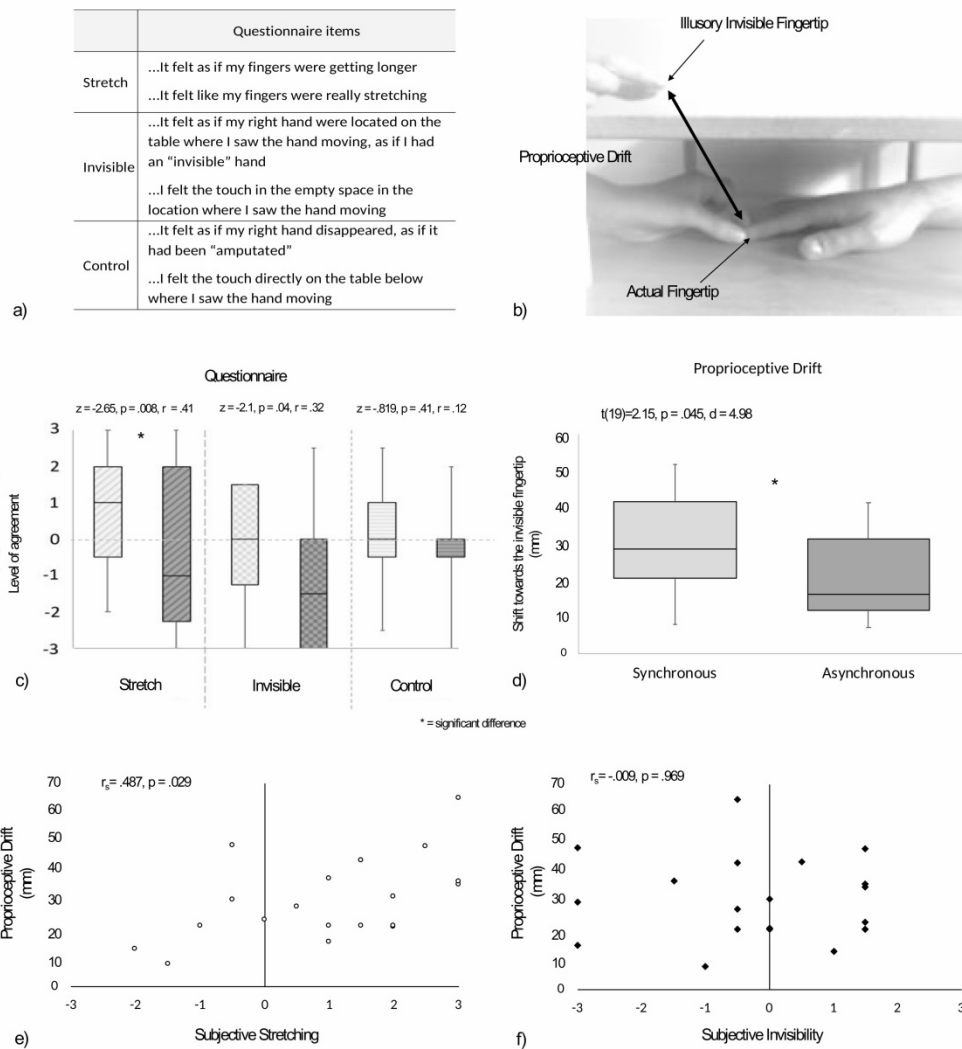 Questionnaire items
Stretch
...It felt as if my fingers were getting longer
...It felt like my fingers were really stretching
Invisible
...It felt as if my right hand were located on the
table where I saw the hand moving, as if I had
an “invisible” hand
...I felt the touch in the empty space in the
location where I saw the hand moving
Control
...It felt as if my right hand disappeared, as if it
had been “amputated”
...I felt the touch directly on the table below
where I saw the hand moving
a)
Illusory Invisible Fingertip
Proprioceptive Drift
Actual Fingertip
b)
Questionnaire
z = -2.65, p = .008, r = .41
z = -2.1, p = .04, r = .32
z = -.819, p = .41, r = .12
*
Level of agreement
3
2
1
0
-1
-2
-3
Stretch
Invisible
Control
c)
Proprioceptive Drift
t(19)=2.15, p = .045, d = 4.98
*
Shift towards the invisible fingertip
(mm)
60
50
40
30
20
10
0
Synchronous
Asynchronous
d)
* = significant difference
rs= .487, p = .029
Proprioceptive Drift
(mm)
70
60
50
40
30
20
10
0
-3 -2 -1 0 1 2 3
Subjective Stretching
e)
rs= -.009, p = .969
Proprioceptive Drift
(mm)
70
60
50
40
30
20
10
0
-3 -2 -1 0 1 2 3
Subjective Invisibility
f)